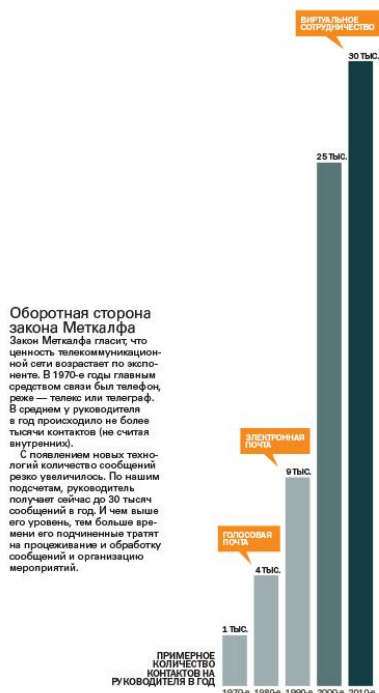 ВИРТУАЛЬНОЕ
СОТРУДНИЧЕСТВО
30 ТЫС.
25 ТЫС.
Оборотная сторона
закона Меткалфа
Закон Меткалфа гласит, что
ценность телекоммуникацион-
ной сети возрастает по экспо-
ненте. В 1970-е годы главным
средством связи был телефон,
реже — телекс или телеграф.
В среднем у руководителя
в год происходило не более
тысячи контактов (не считая
внутренних).
С появлением новых техно-
логий количество сообщений
резко увеличилось. По нашим
подсчетам, руководитель
получает сейчас до 30 тысяч
сообщений в год. И чем выше
его уровень, тем больше вре-
мени его подчиненные тратят
на процеживание и обработку
сообщений и организацию
мероприятий.
ЭЛЕКТРОННАЯ
ПОЧТА
9 ТЫС.
ГОЛОСОВАЯ
ПОЧТА
4 ТЫС.
1 ТЫС.
ПРИМЕРНОЕ
КОЛИЧЕСТВО
КОНТАКТОВ НА
РУКОВОДИТЕЛЯ В ГОД
1970-е 1980-е 1990-е 2000-е 2010-е